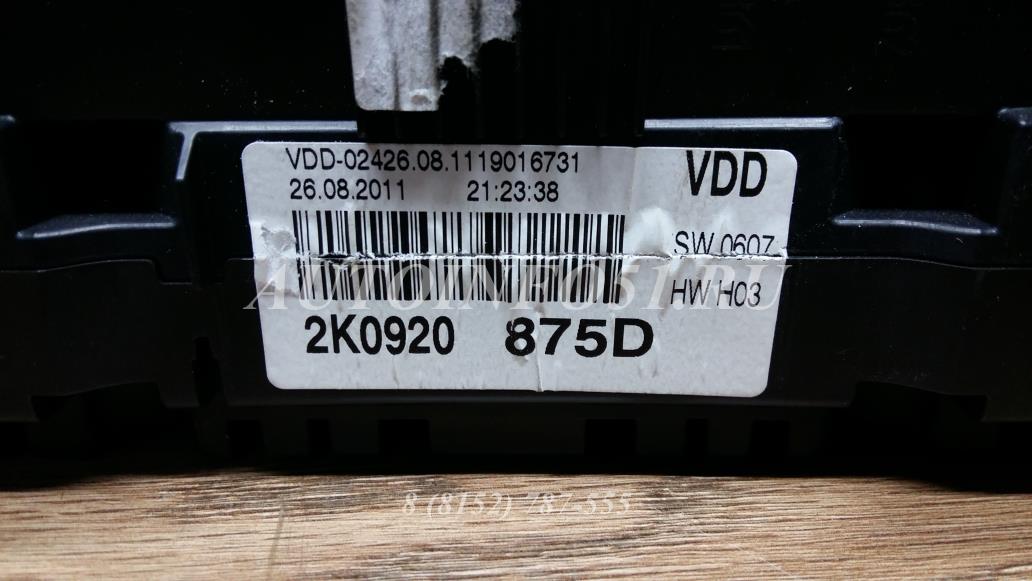 VDD-02426.08.1119016731
26.08.2011 21:23:38
VDD
SW 0607
HW H03
AUTOINFO51.RU
2K0920 875D
8 (8152) 787-555